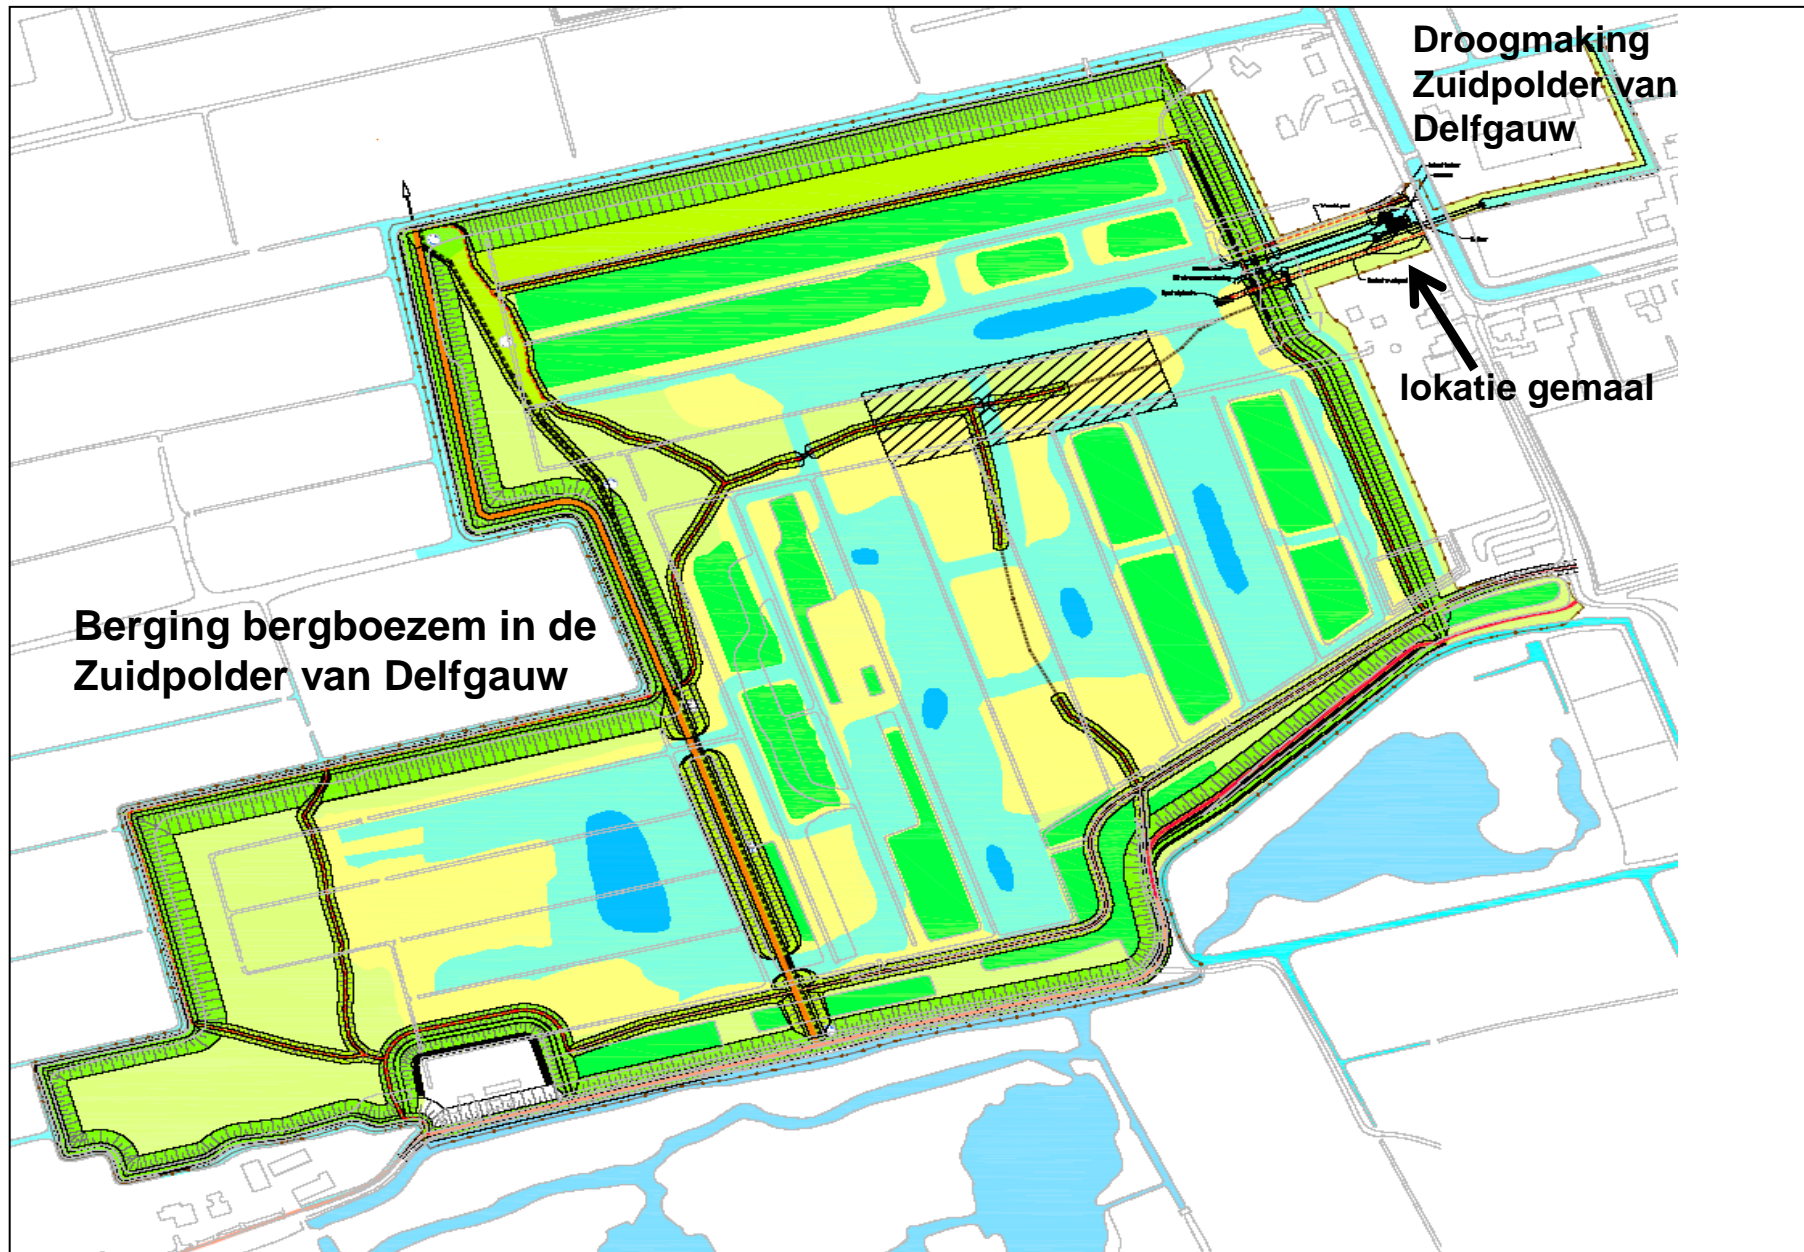 Droogmaking
Zuidpolder van
Delfgauw
lokatie gemaal
Berging bergboezem in de
Zuidpolder van Delfgauw